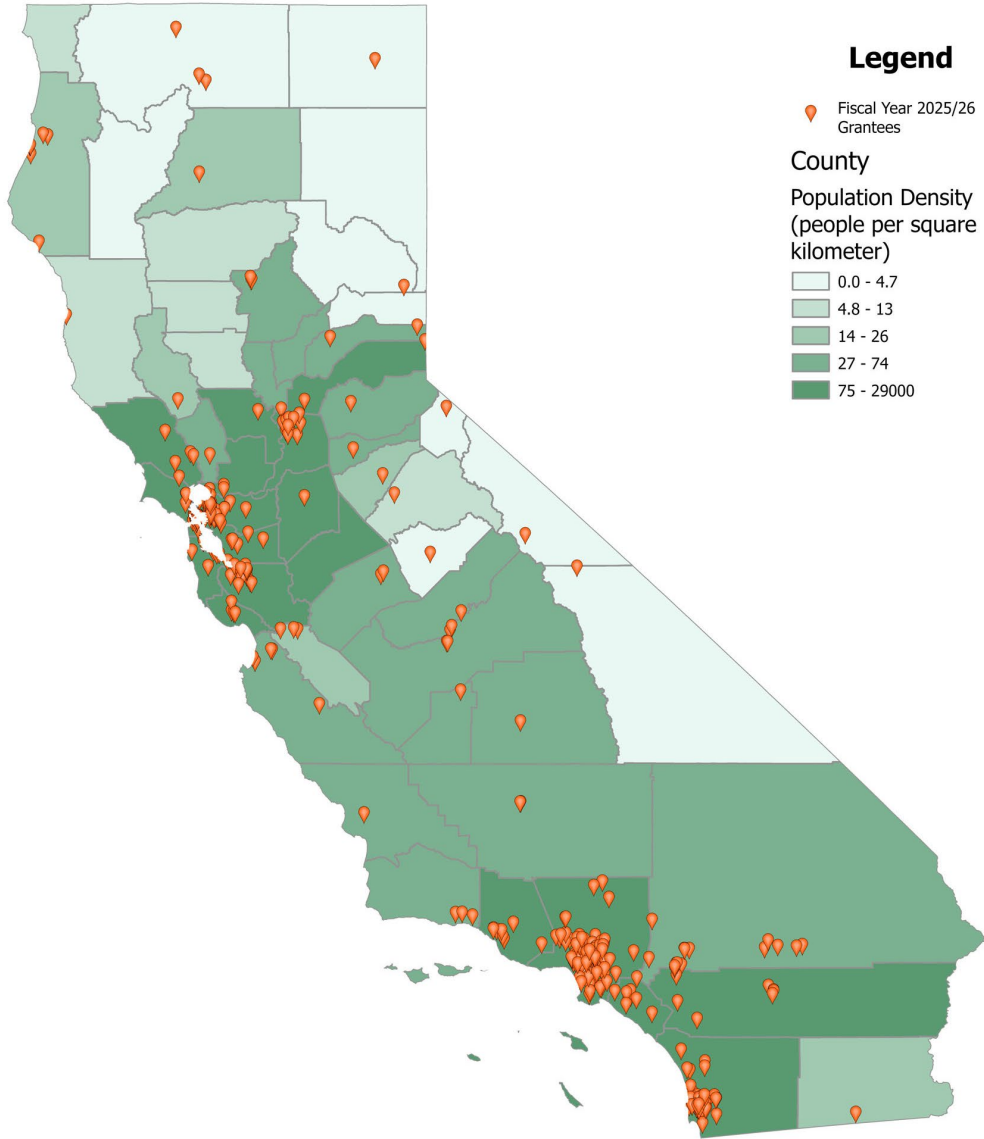 Legend
Fiscal Year 2025/26
Grantees
County
Population Density
(people per square
kilometer)
0.0 - 4.7
4.8 - 13
14 - 26
27 - 74
75 - 29000